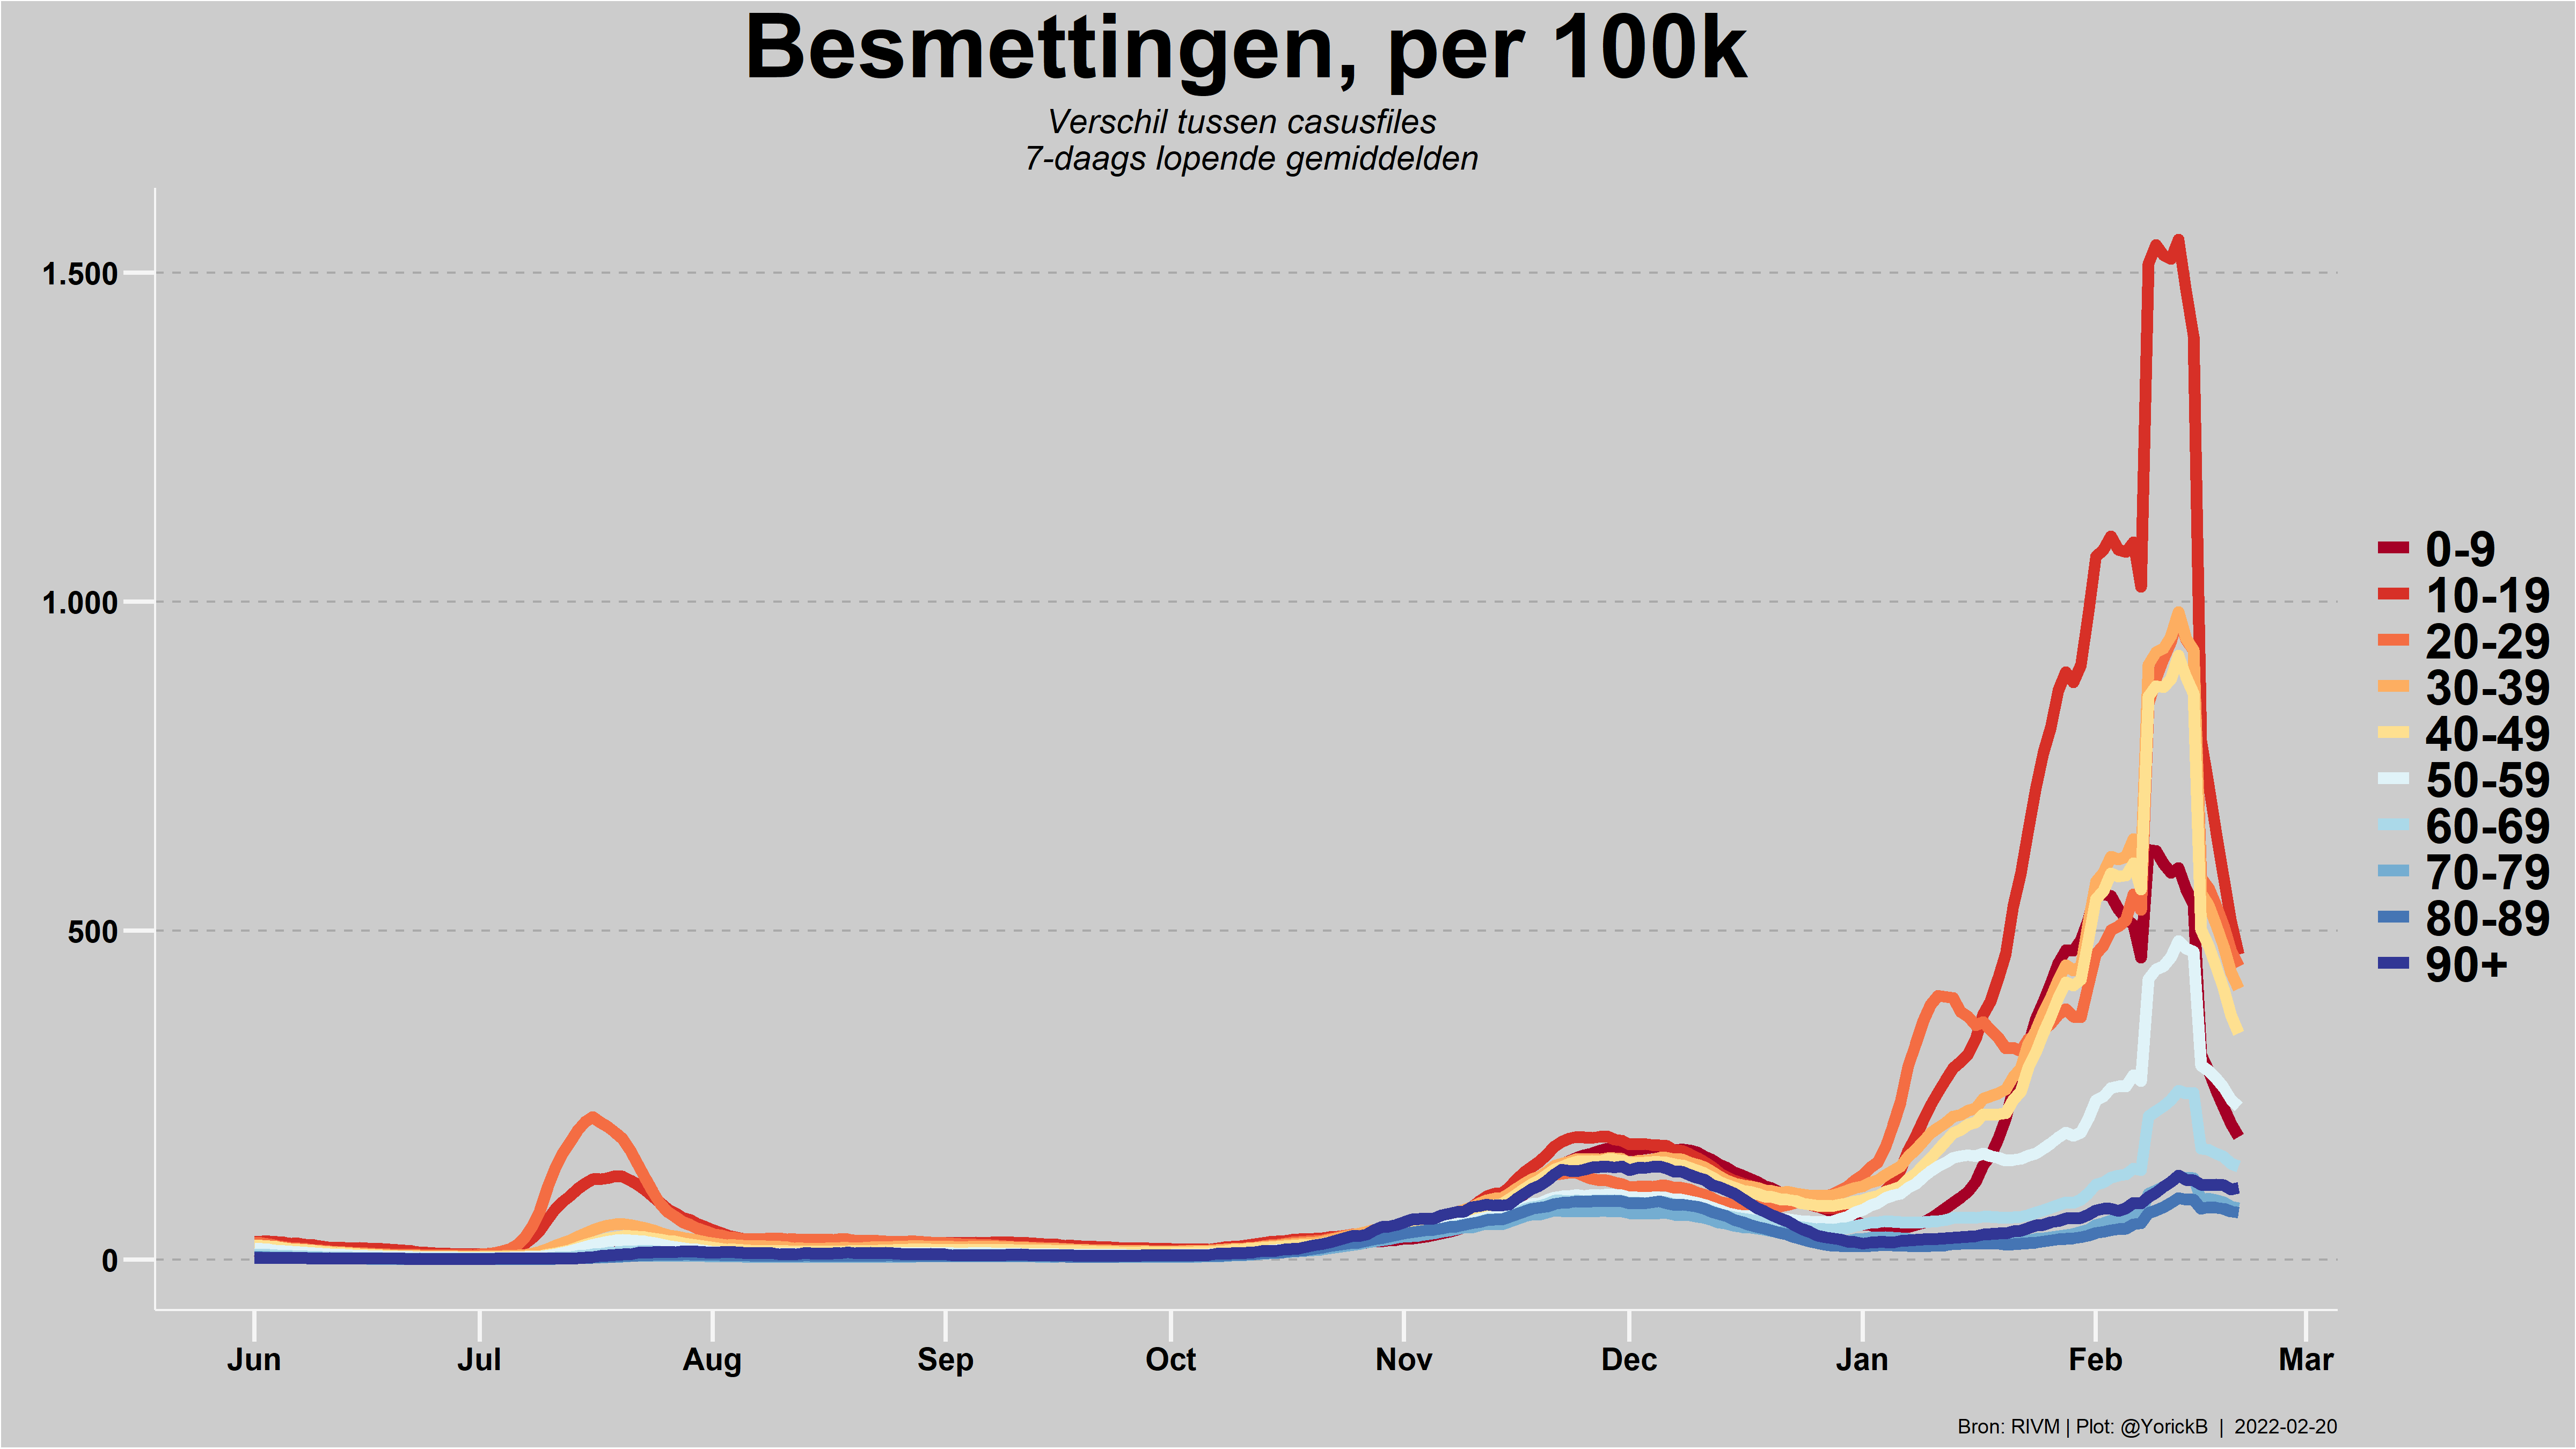 Besmettingen, per 100k
Verschil tussen casusfiles
7-daags lopende gemiddelden
1.500
1.000
500
0
0-9
10-19
20-29
30-39
40-49
50-59
60-69
70-79
80-89
90+
Jun Jul Aug Sep Oct Nov Dec Jan Feb Mar
Bron: RIVM | Plot: @YorickB | 2022-02-20